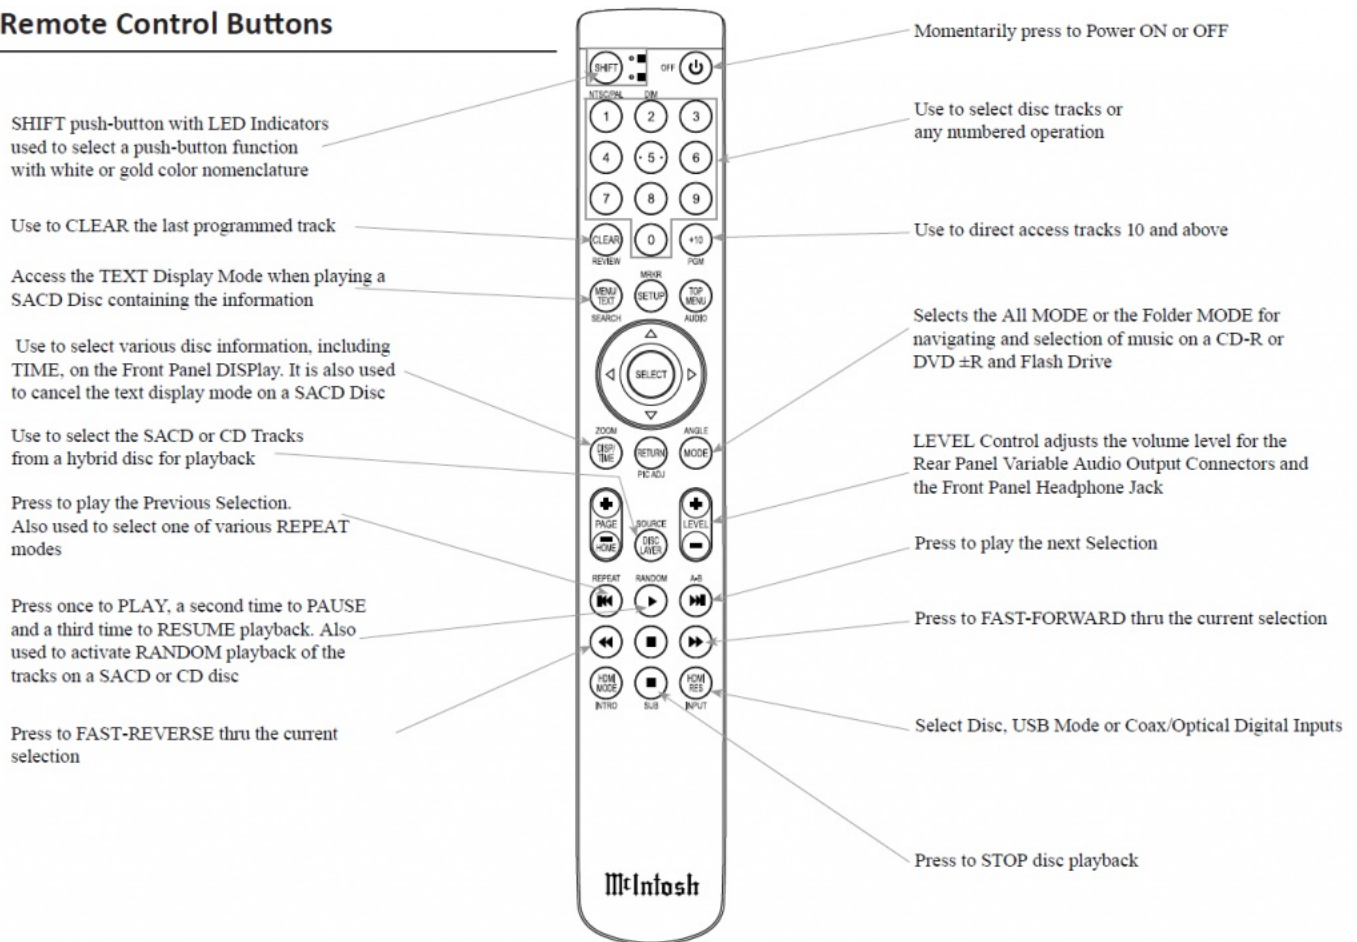 Remote Control Buttons
SHIFT push-button with LED Indicators
used to select a push-button function
with white or gold color nomenclature
Use to CLEAR the last programmed track
Access the TEXT Display Mode when playing a
SACD Disc containing the information
Use to select various disc information, including
TIME, on the Front Panel DISPlay. It is also used
to cancel the text display mode on a SACD Disc
Use to select the SACD or CD Tracks
from a hybrid disc for playback
Press to play the Previous Selection.
Also used to select one of various REPEAT
modes
Press once to PLAY, a second time to PAUSE
and a third time to RESUME playback. Also
used to activate RANDOM playback of the
tracks on a SACD or CD disc
Press to FAST-REVERSE thru the current
selection
SHIFT
OFF
NTSC/PAL DIM
1 2 3
4 ·5· 6
7 8 9
CLEAR 0 +10
REVIEW PGM
MRKR
MENU TOP
TEXT SETUP MENU
SEARCH AUDIO
SELECT
ZOOM ANGLE
DISP/
TIME RETURN MODE
PIC ADJ
PAGE SOURCE LEVEL
HOME DISC
LAYER
REPEAT RANDOM A-B
HDMI HDMI
MODE RES
INTRO SUB INPUT
McIntosh
Momentarily press to Power ON or OFF
Use to select disc tracks or
any numbered operation
Use to direct access tracks 10 and above
Selects the All MODE or the Folder MODE for
navigating and selection of music on a CD-R or
DVD ±R and Flash Drive
LEVEL Control adjusts the volume level for the
Rear Panel Variable Audio Output Connectors and
the Front Panel Headphone Jack
Press to play the next Selection
Press to FAST-FORWARD thru the current selection
Select Disc, USB Mode or Coax/Optical Digital Inputs
Press to STOP disc playback